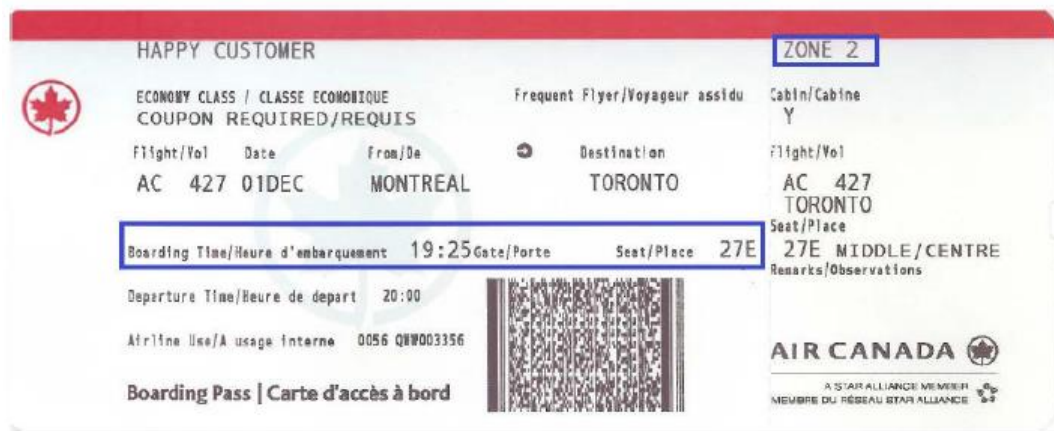 HAPPY CUSTOMER
ZONE 2
ECONOMY CLASS / CLASSE ECONOMIQUE
Frequent Flyer/Voyageur assidu
Cabin/Cabine
COUPON REQUIRED/REQUIS
Y
Flight/Vol Date From/De Destination
Flight/Vol
AC 427 01DEC MONTREAL TORONTO
AC 427
TORONTO
Seat/Place
Boarding Time/Heure d'embarquement 19:25 Gate/Porte Seat/Place 27E
27E MIDDLE/CENTRE
Remarks/Observations
Departure Time/Heure de depart 20:00
Airline Use/A usage interne 0056 QWW003356
AIR CANADA
Boarding Pass | Carte d'accès à bord
A STAR ALLIANCE MEMBER
MEMBRE DU RÉSEAU STAR ALLIANCE